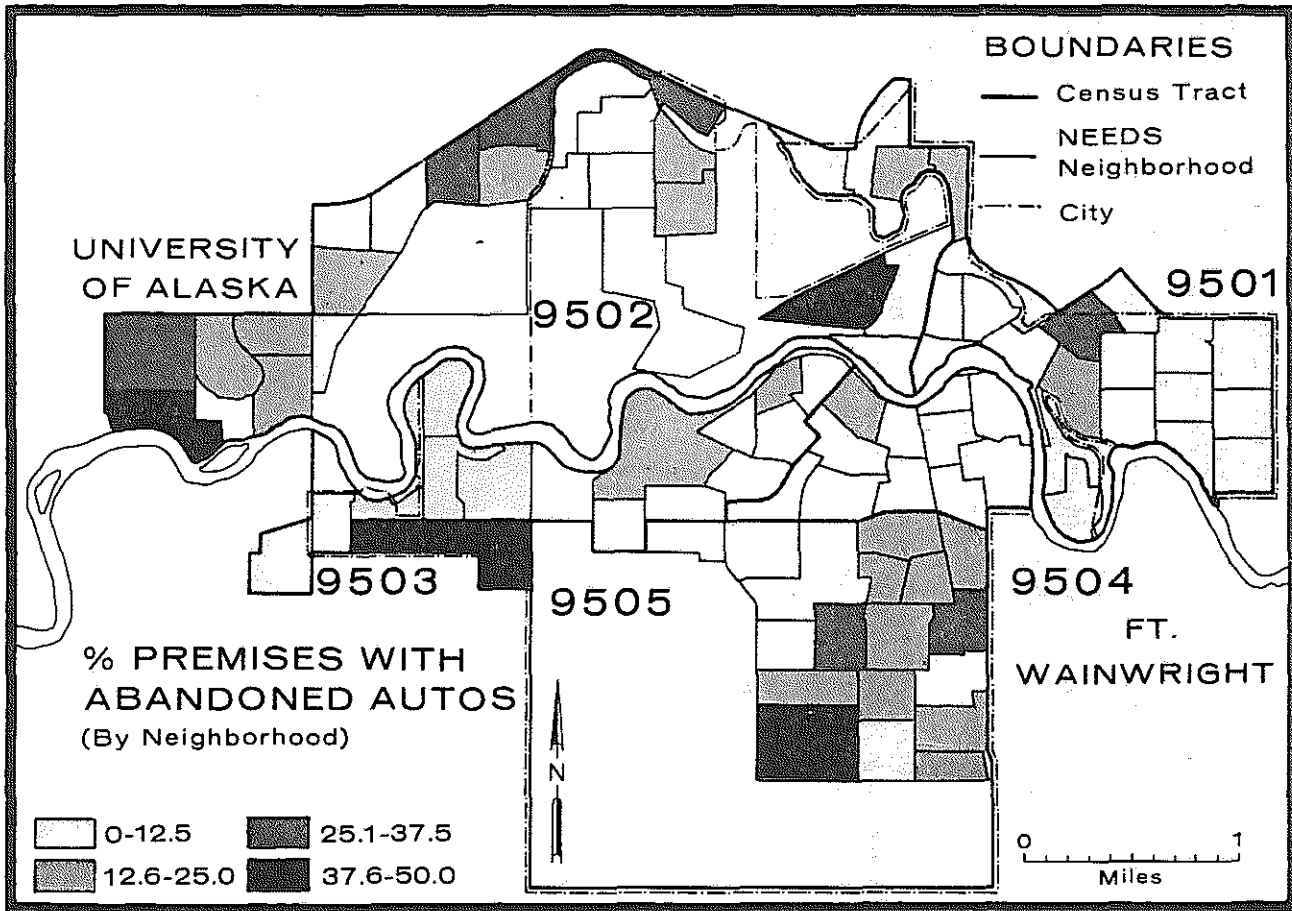 BOUNDARIES
Census Tract
NEEDS
Neighborhood
City
UNIVERSITY
OF ALASKA
9501
9502
9503
9505
9504
FT.
WAINWRIGHT
% PREMISES WITH
ABANDONED AUTOS
(By Neighborhood)
N
0-12.5
25.1-37.5
12.6-25.0
37.6-50.0
0
1
Miles